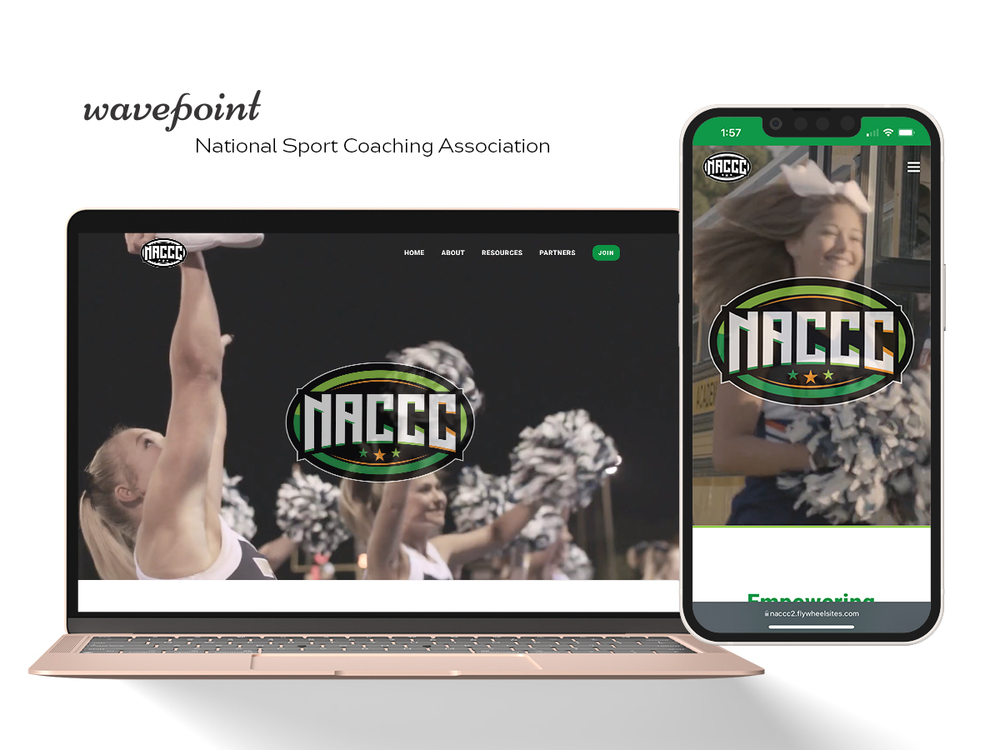 wavepoint
National Sport Coaching Association
NACCC
HOME ABOUT RESOURCES PARTNERS JOIN
NACCC
1:57
NACCC
ACADE
NACCC
Empowering
naccc2.flywheelsites.com